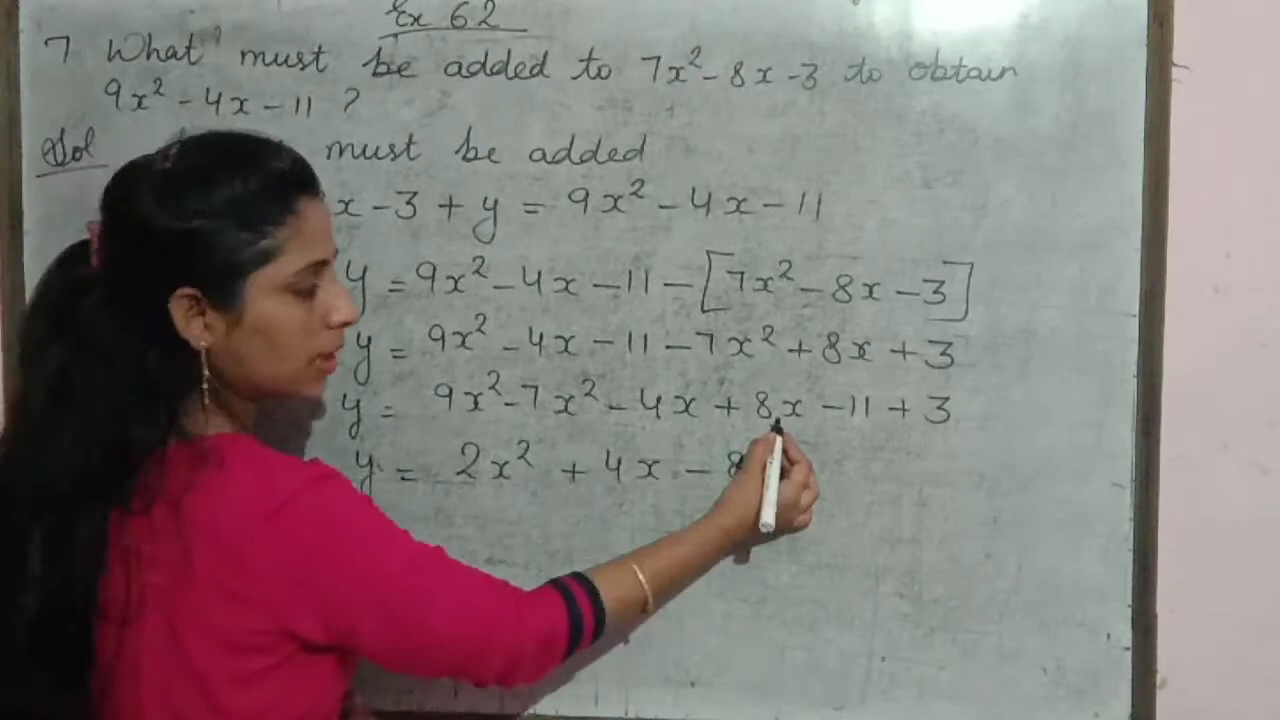 Ex 62
7 What must be added to 7x² - 8x - 3 to obtain
9x² - 4x - 11 ?
Sol must be added
x - 3 + y = 9x² - 4x - 11
y = 9x² - 4x - 11 - [7x² - 8x - 3]
y = 9x² - 4x - 11 - 7x² + 8x + 3
y = 9x² - 7x² - 4x + 8x - 11 + 3
y = 2x² + 4x - 8